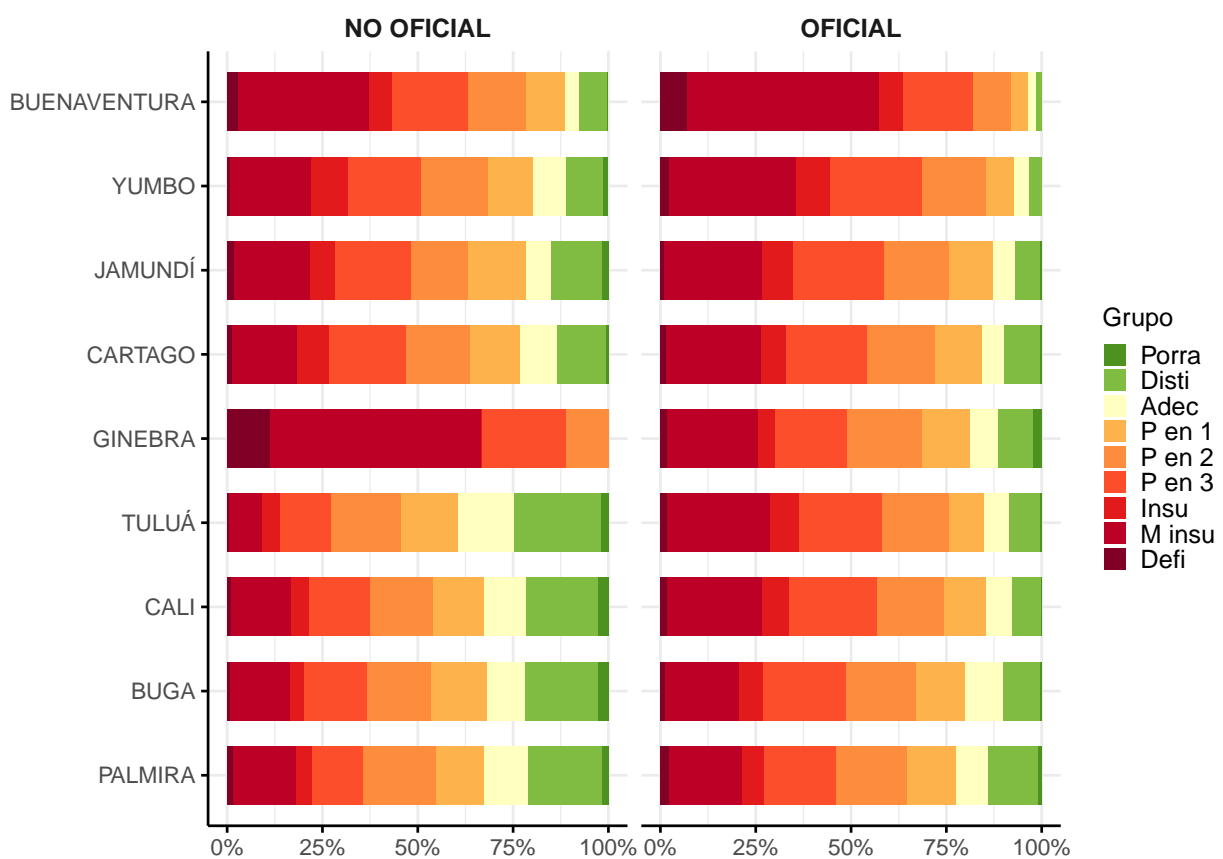 NO OFICIAL
OFICIAL
BUENAVENTURA
YUMBO
JAMUNDÍ
CARTAGO
GINEBRA
TULUÁ
CALI
BUGA
PALMIRA
0% 25% 50% 75% 100%
0% 25% 50% 75% 100%
Grupo
Porra
Disti
Adec
P en 1
P en 2
P en 3
Insu
M insu
Defi